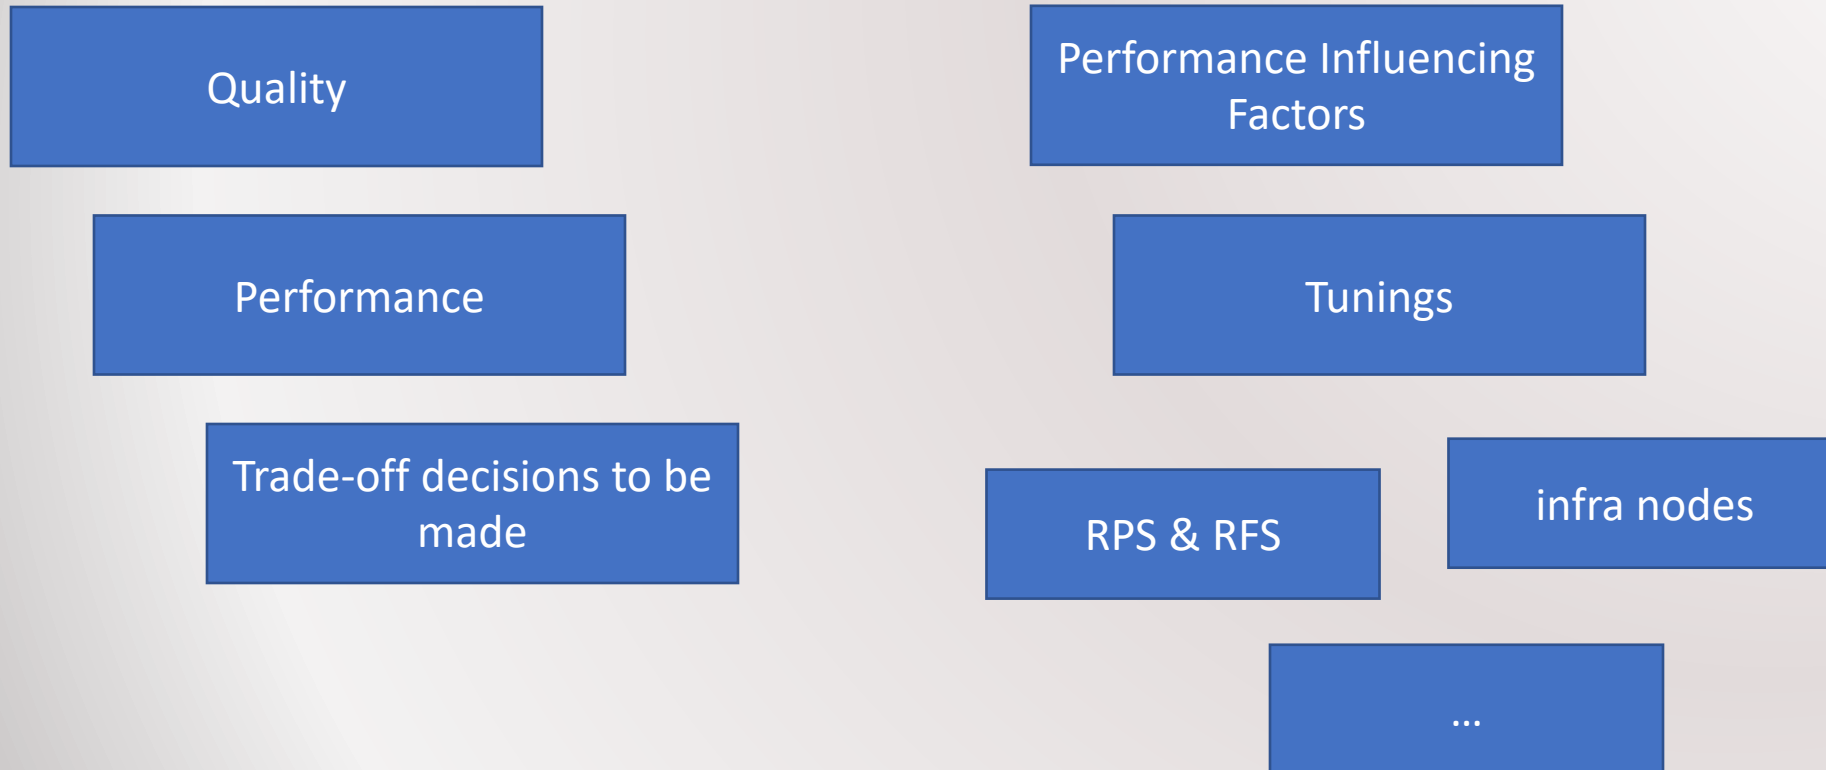 Quality
Performance
Trade-off decisions to be
made
Performance Influencing
Factors
Tunings
RPS & RFS
infra nodes
...